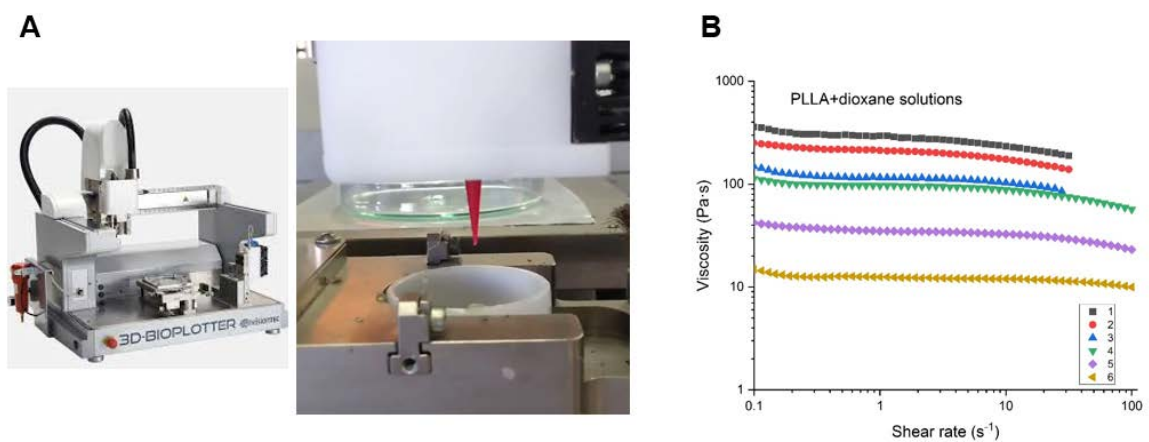 A
B
3D-BIOPLOTTER
envisionTEC
PLLA+dioxane solutions
1000
100
10
1
Viscosity (Pa·s)
0.1
1
10
100
Shear rate (s⁻¹)
1
2
3
4
5
6